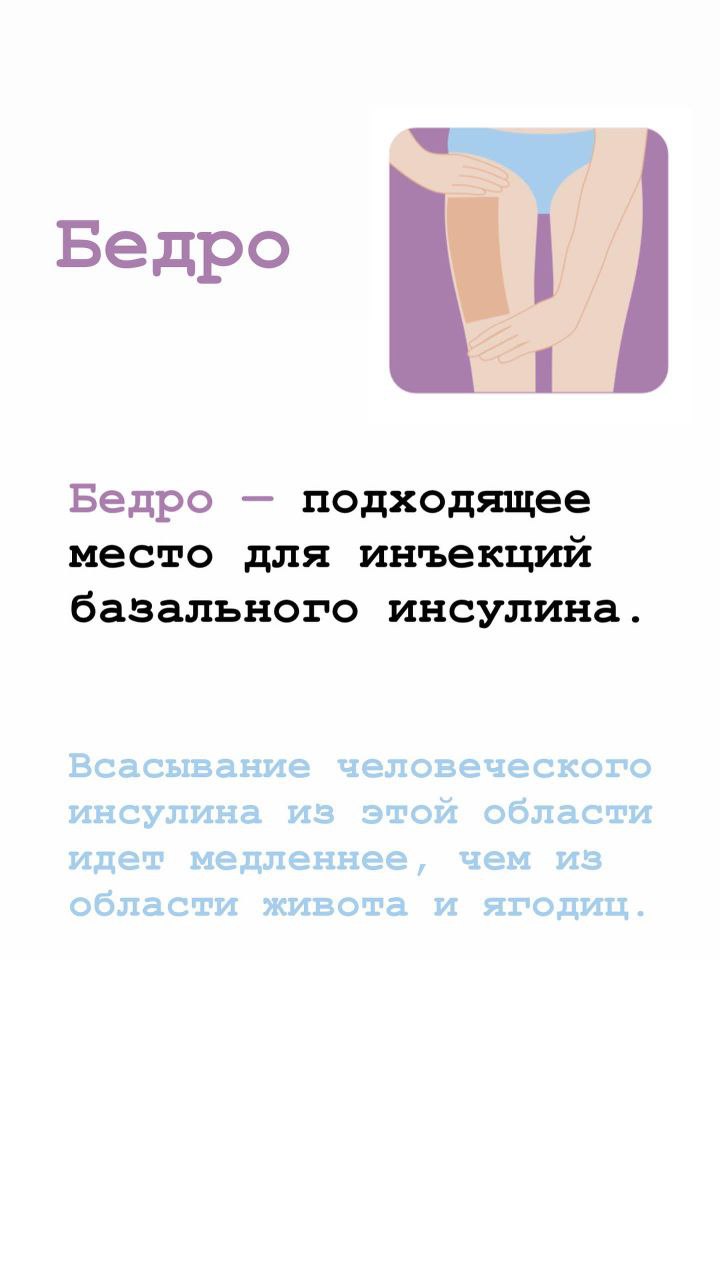 Бедро
Бедро — подходящее
место для инъекций
базального инсулина.
Всасывание человеческого
инсулина из этой области
идет медленнее, чем из
области живота и ягодиц.